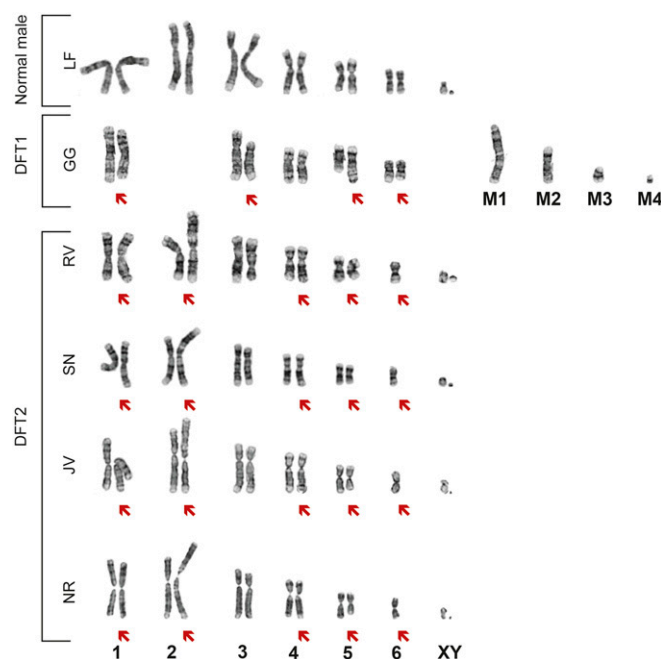 Normal male
LF
DFT1
GG
M1 M2 M3 M4
DFT2
RV
SN
JV
NR
1 2 3 4 5 6 XY